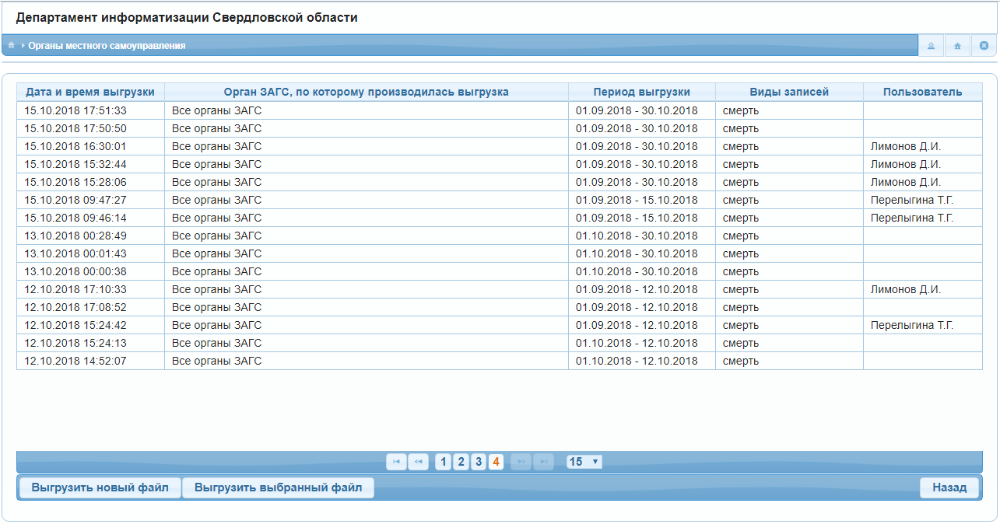 Департамент информатизации Свердловской области
Органы местного самоуправления
Дата и время выгрузки Орган ЗАГС, по которому производилась выгрузка Период выгрузки Виды записей Пользователь
15.10.2018 17:51:33 Все органы ЗАГС 01.09.2018 - 30.10.2018 смерть
15.10.2018 17:50:50 Все органы ЗАГС 01.09.2018 - 30.10.2018 смерть
15.10.2018 16:30:01 Все органы ЗАГС 01.09.2018 - 30.10.2018 смерть Лимонов Д.И.
15.10.2018 15:32:44 Все органы ЗАГС 01.09.2018 - 30.10.2018 смерть Лимонов Д.И.
15.10.2018 15:28:06 Все органы ЗАГС 01.09.2018 - 30.10.2018 смерть Лимонов Д.И.
15.10.2018 09:47:27 Все органы ЗАГС 01.09.2018 - 15.10.2018 смерть Перелыгина Т.Г.
15.10.2018 09:46:14 Все органы ЗАГС 01.09.2018 - 15.10.2018 смерть Перелыгина Т.Г.
13.10.2018 00:28:49 Все органы ЗАГС 01.10.2018 - 30.10.2018 смерть
13.10.2018 00:01:43 Все органы ЗАГС 01.10.2018 - 30.10.2018 смерть
13.10.2018 00:00:38 Все органы ЗАГС 01.10.2018 - 30.10.2018 смерть
12.10.2018 17:10:33 Все органы ЗАГС 01.09.2018 - 12.10.2018 смерть Лимонов Д.И.
12.10.2018 17:08:52 Все органы ЗАГС 01.09.2018 - 12.10.2018 смерть
12.10.2018 15:24:42 Все органы ЗАГС 01.09.2018 - 12.10.2018 смерть Перелыгина Т.Г.
12.10.2018 15:24:13 Все органы ЗАГС 01.10.2018 - 12.10.2018 смерть
12.10.2018 14:52:07 Все органы ЗАГС 01.10.2018 - 12.10.2018 смерть
1 2 3 4 15
Выгрузить новый файл Выгрузить выбранный файл Назад